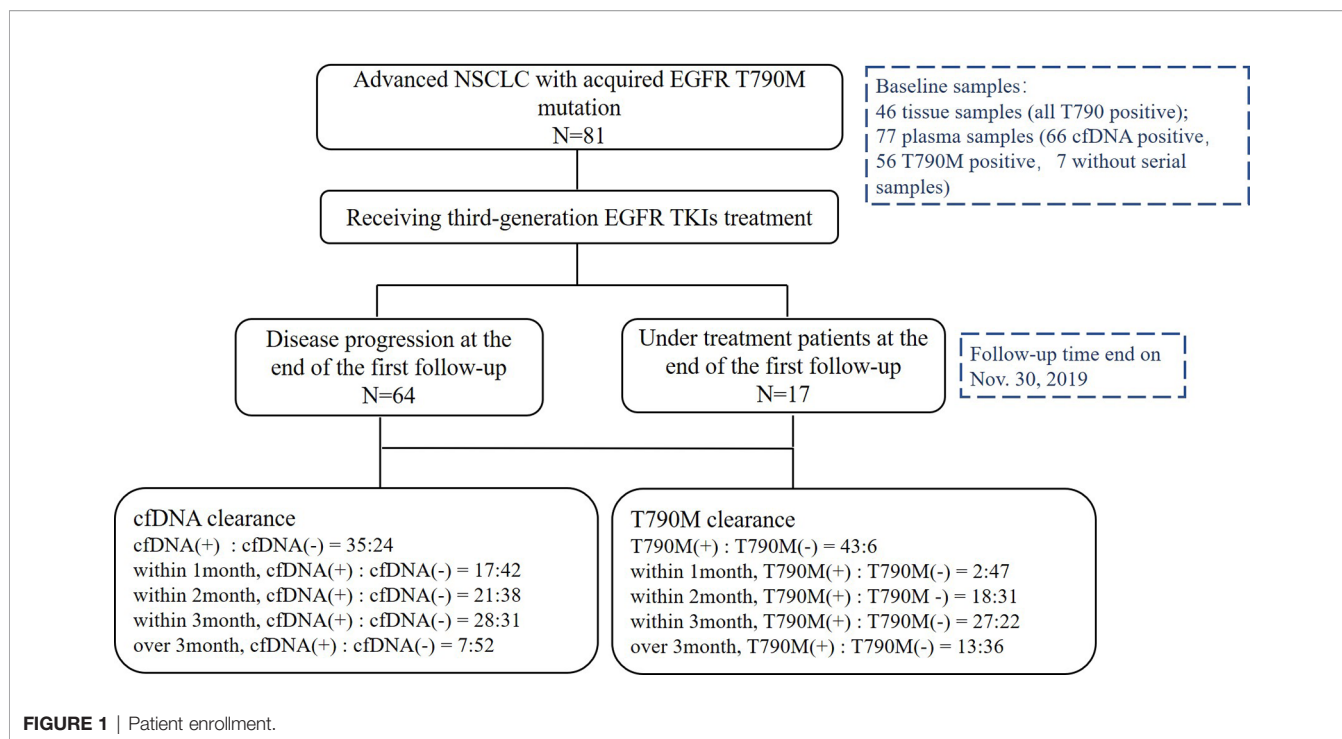 Advanced NSCLC with acquired EGFR T790M
mutation
N=81
Baseline samples:
46 tissue samples (all T790 positive);
77 plasma samples (66 cfDNA positive,
56 T790M positive, 7 without serial
samples)
Receiving third-generation EGFR TKIs treatment
Disease progression at the
end of the first follow-up
N=64
Under treatment patients at the
end of the first follow-up
N=17
Follow-up time end on
Nov. 30, 2019
cfDNA clearance
cfDNA(+) : cfDNA(-) = 35:24
within 1month, cfDNA(+) : cfDNA(-) = 17:42
within 2month, cfDNA(+) : cfDNA(-) = 21:38
within 3month, cfDNA(+) : cfDNA(-) = 28:31
over 3month, cfDNA(+) : cfDNA(-) = 7:52
T790M clearance
T790M(+) : T790M(-) = 43:6
within 1month, T790M(+) : T790M(-) = 2:47
within 2month, T790M(+) : T790M -) = 18:31
within 3month, T790M(+) : T790M(-) = 27:22
over 3month, T790M(+) : T790M(-) = 13:36
FIGURE 1 | Patient enrollment.